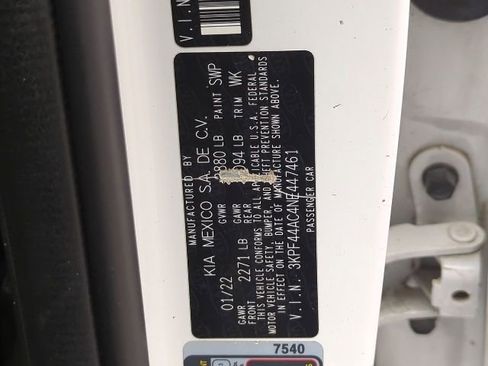 V.I.N.
MANUFACTURED BY
KIA MEXICO S.A. DE C.V.
01/22 GVWR 880 LB PAINT SWP
GAWR FRONT 2271 LB GAWR REAR 994 LB TRIM WK
THIS VEHICLE CONFORMS TO ALL APPLICABLE U.S.A. FEDERAL
MOTOR VEHICLE SAFETY, BUMPER, AND THEFT PREVENTION STANDARDS
IN EFFECT ON THE DATE OF MANUFACTURE SHOWN ABOVE.
V.I.N. 3KPF44AC4NE447461
PASSENGER CAR
7540